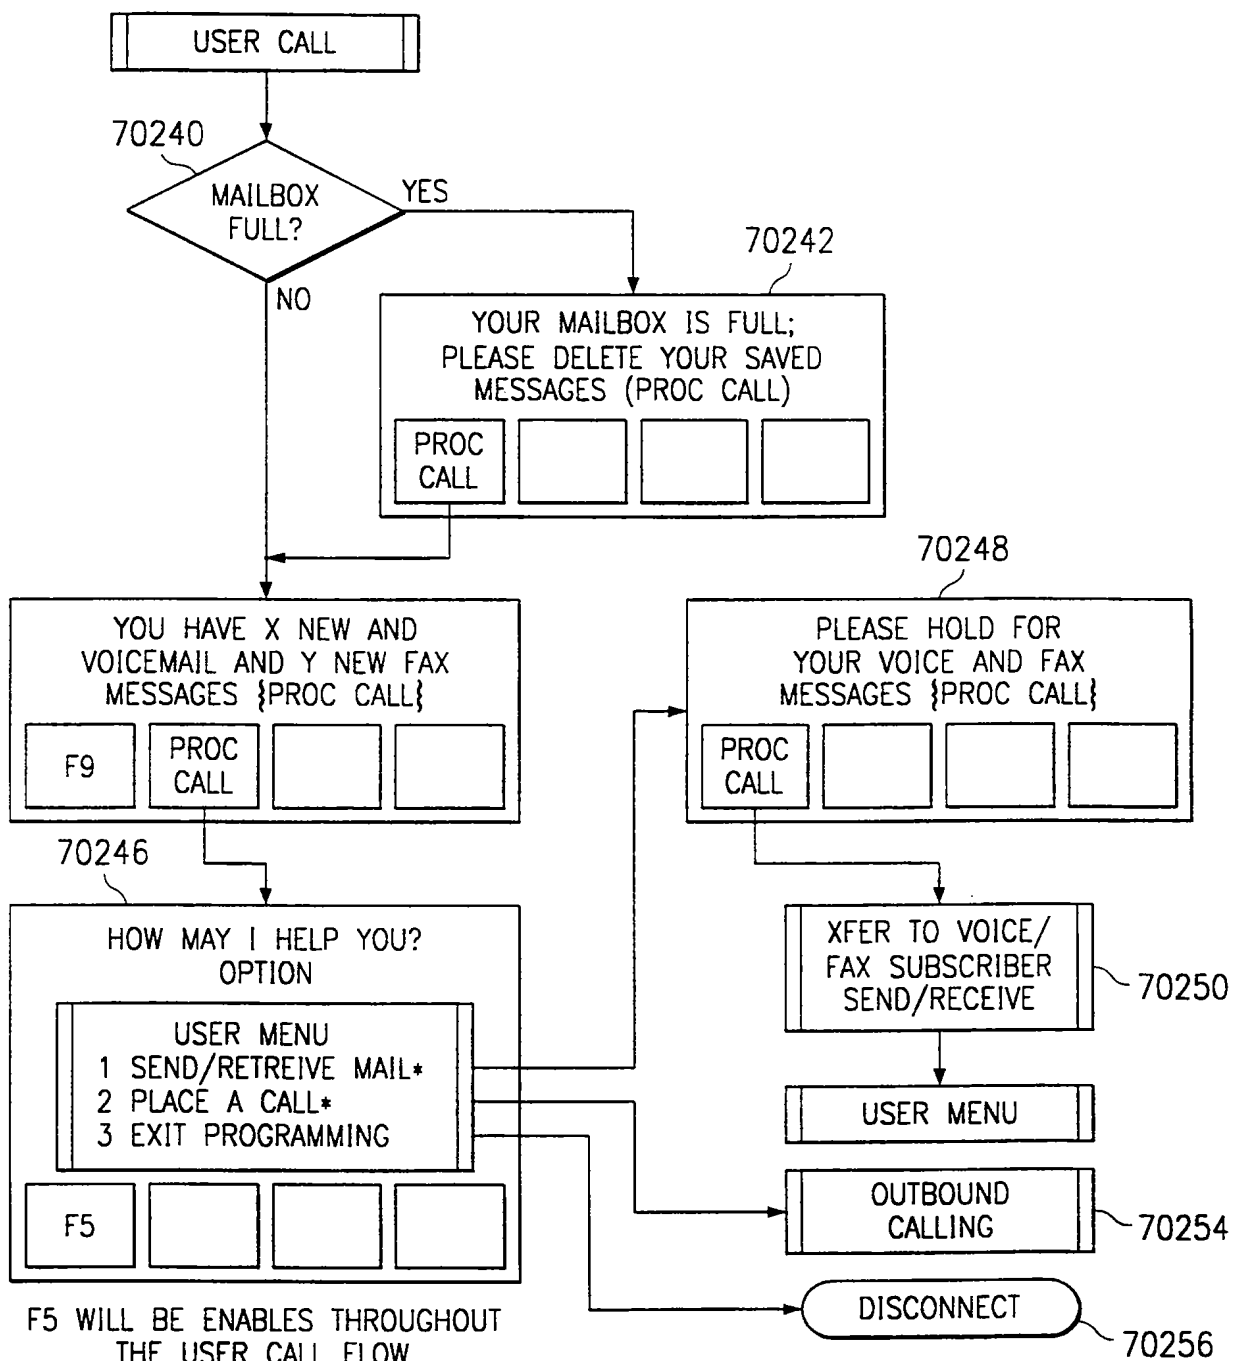 USER CALL
70240
MAILBOX
FULL?
YES
NO
70242
YOUR MAILBOX IS FULL;
PLEASE DELETE YOUR SAVED
MESSAGES (PROC CALL)
PROC
CALL
70248
YOU HAVE X NEW AND
VOICEMAIL AND Y NEW FAX
MESSAGES {PROC CALL}
F9
PROC
CALL
PLEASE HOLD FOR
YOUR VOICE AND FAX
MESSAGES {PROC CALL}
PROC
CALL
70246
HOW MAY I HELP YOU?
OPTION
USER MENU
1 SEND/RETREIVE MAIL*
2 PLACE A CALL*
3 EXIT PROGRAMMING
F5
XFER TO VOICE/
FAX SUBSCRIBER
SEND/RECEIVE
70250
USER MENU
OUTBOUND
CALLING
70254
DISCONNECT
70256
F5 WILL BE ENABLES THROUGHOUT
THE USER CALL FLOW